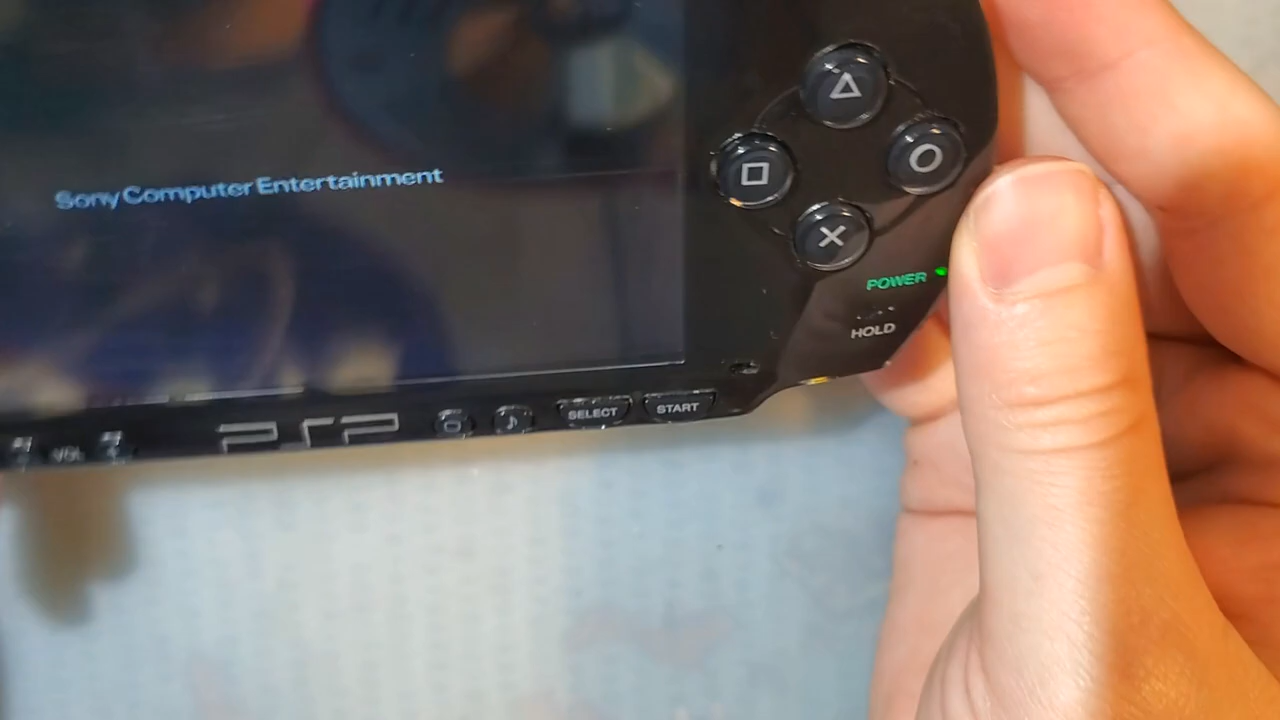 Sony Computer Entertainment
POWER
HOLD
VOL
PSP
SELECT
START